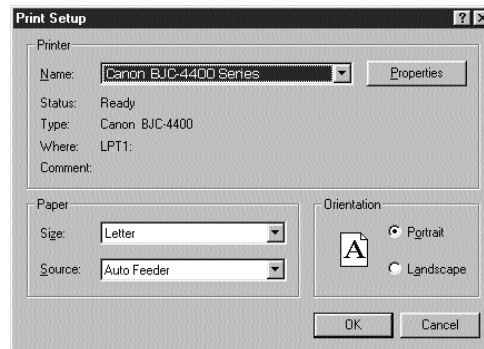 Print Setup
Printer
Name: Canon BJC-4400 Series Properties
Status: Ready
Type: Canon BJC-4400
Where: LPT1:
Comment:
Paper
Size: Letter
Source: Auto Feeder
Orientation
A
Portrait
Landscape
OK Cancel